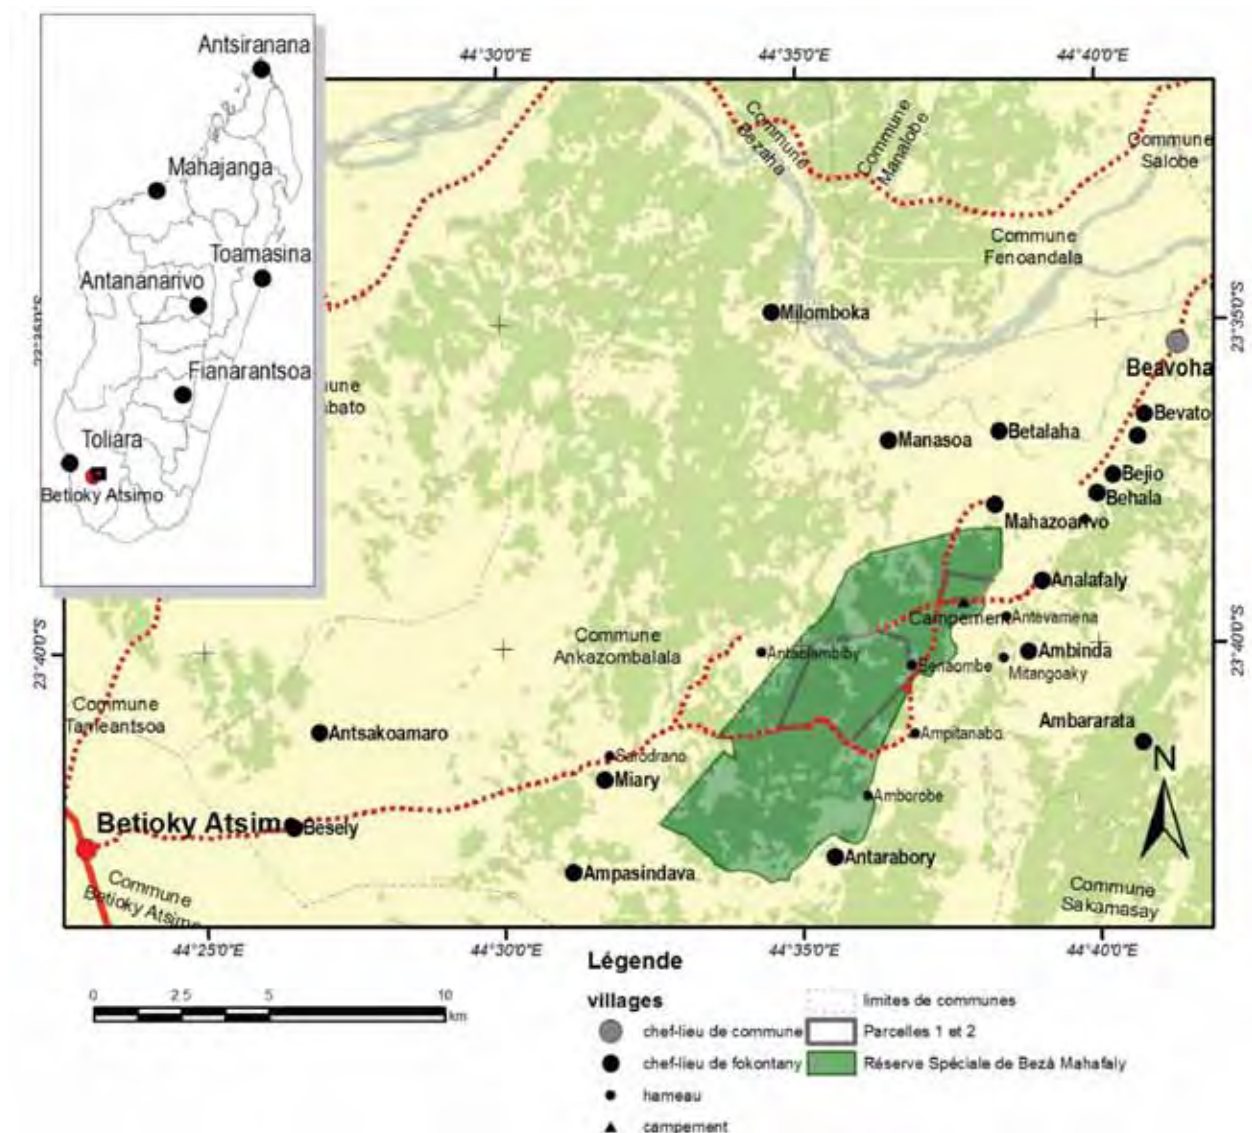 Antsiranana
Mahajanga
Toamasina
Antananarivo
Fianarantsoa
Toliara
Betioky Atsimo
44°30'0"E
44°35'0"E
44°40'0"E
Commune
Bezaha
Commune
Manalobe
Commune
Salobe
Commune
Fenoandala
Milomboka
23°35'0"S
Beavoha
Bevato
Manasoa
Betalaha
Bejio
Behala
Mahazoarivo
Analafaly
Campement
Antevamena
23°40'0"S
23°40'0"S
Commune
Ankazombalala
Ambinda
Mitangoaky
Commune
Antsakoamaro
Ampitanabo
Ambararata
N
Sarodrano
Miary
Amborobe
Betioky Atsimo
Besely
Antarabory
Ampasindava
Commune
Betioky Atsimo
Commune
Sakamasay
44°25'0"E
44°30'0"E
44°35'0"E
44°40'0"E
Légende
0 2.5 5 10
km
villages
chef-lieu de commune
chef-lieu de fokontany
hameau
campement
limites de communes
Parcelles 1 et 2
Réserve Spéciale de Bezà Mahafaly